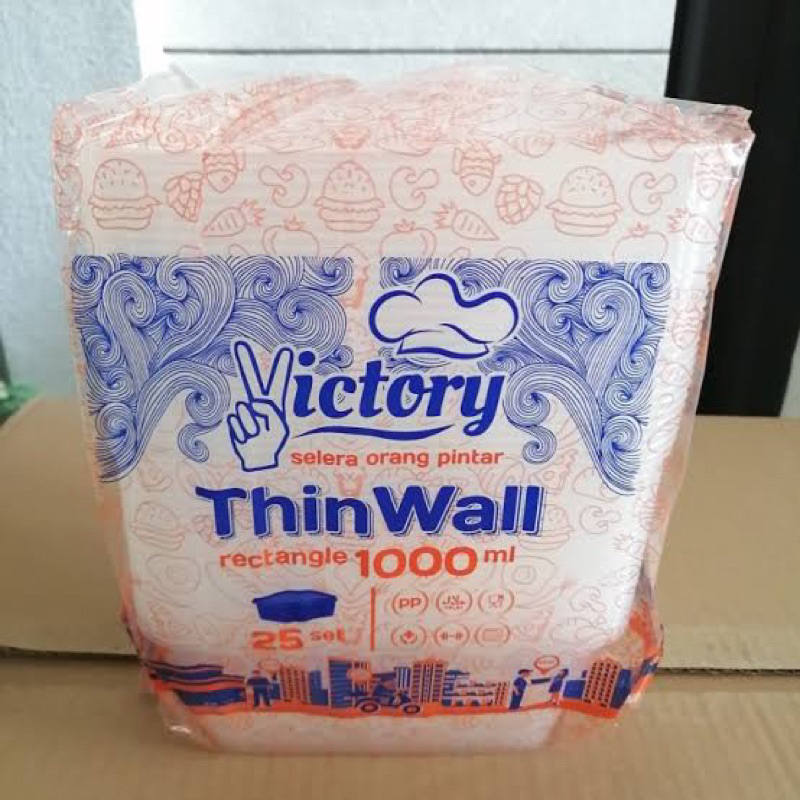 Victory
selera orang pintar
ThinWall
rectangle 1000 ml
25 set
PP